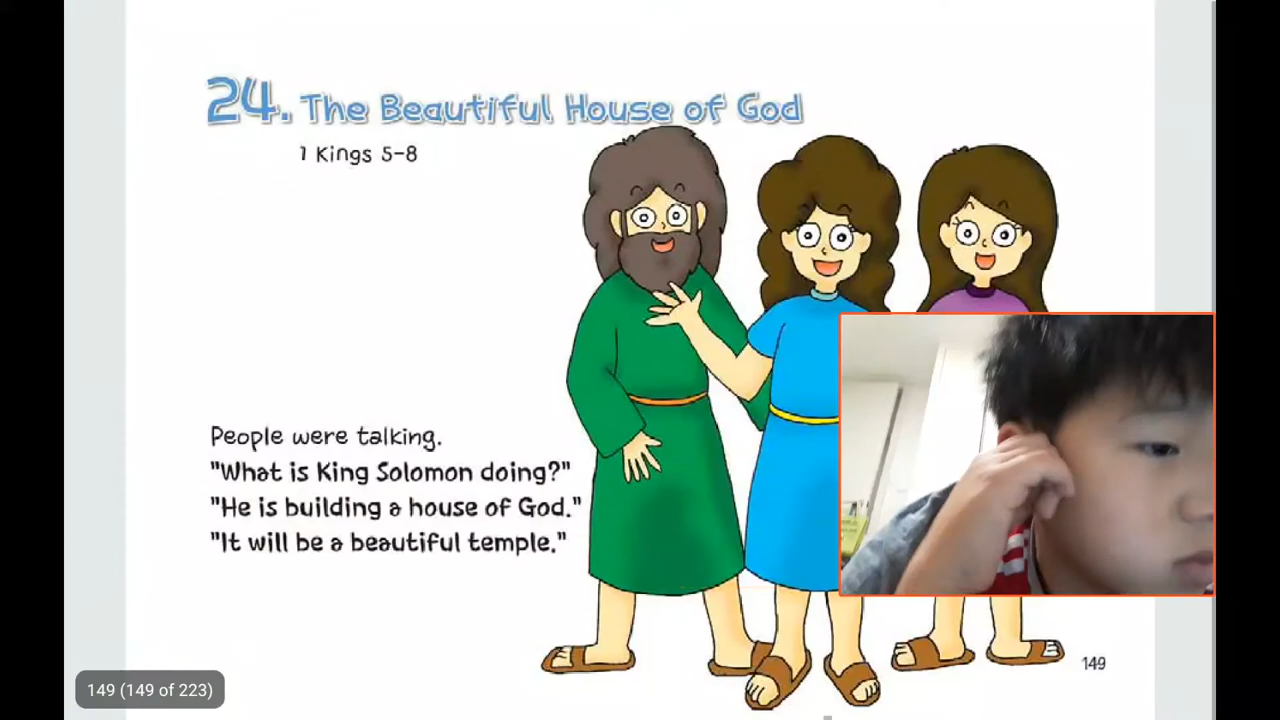 24. The Beautiful House of God
1 Kings 5-8
People were talking.
"What is King Solomon doing?"
"He is building a house of God."
"It will be a beautiful temple."
149
149 (149 of 223)